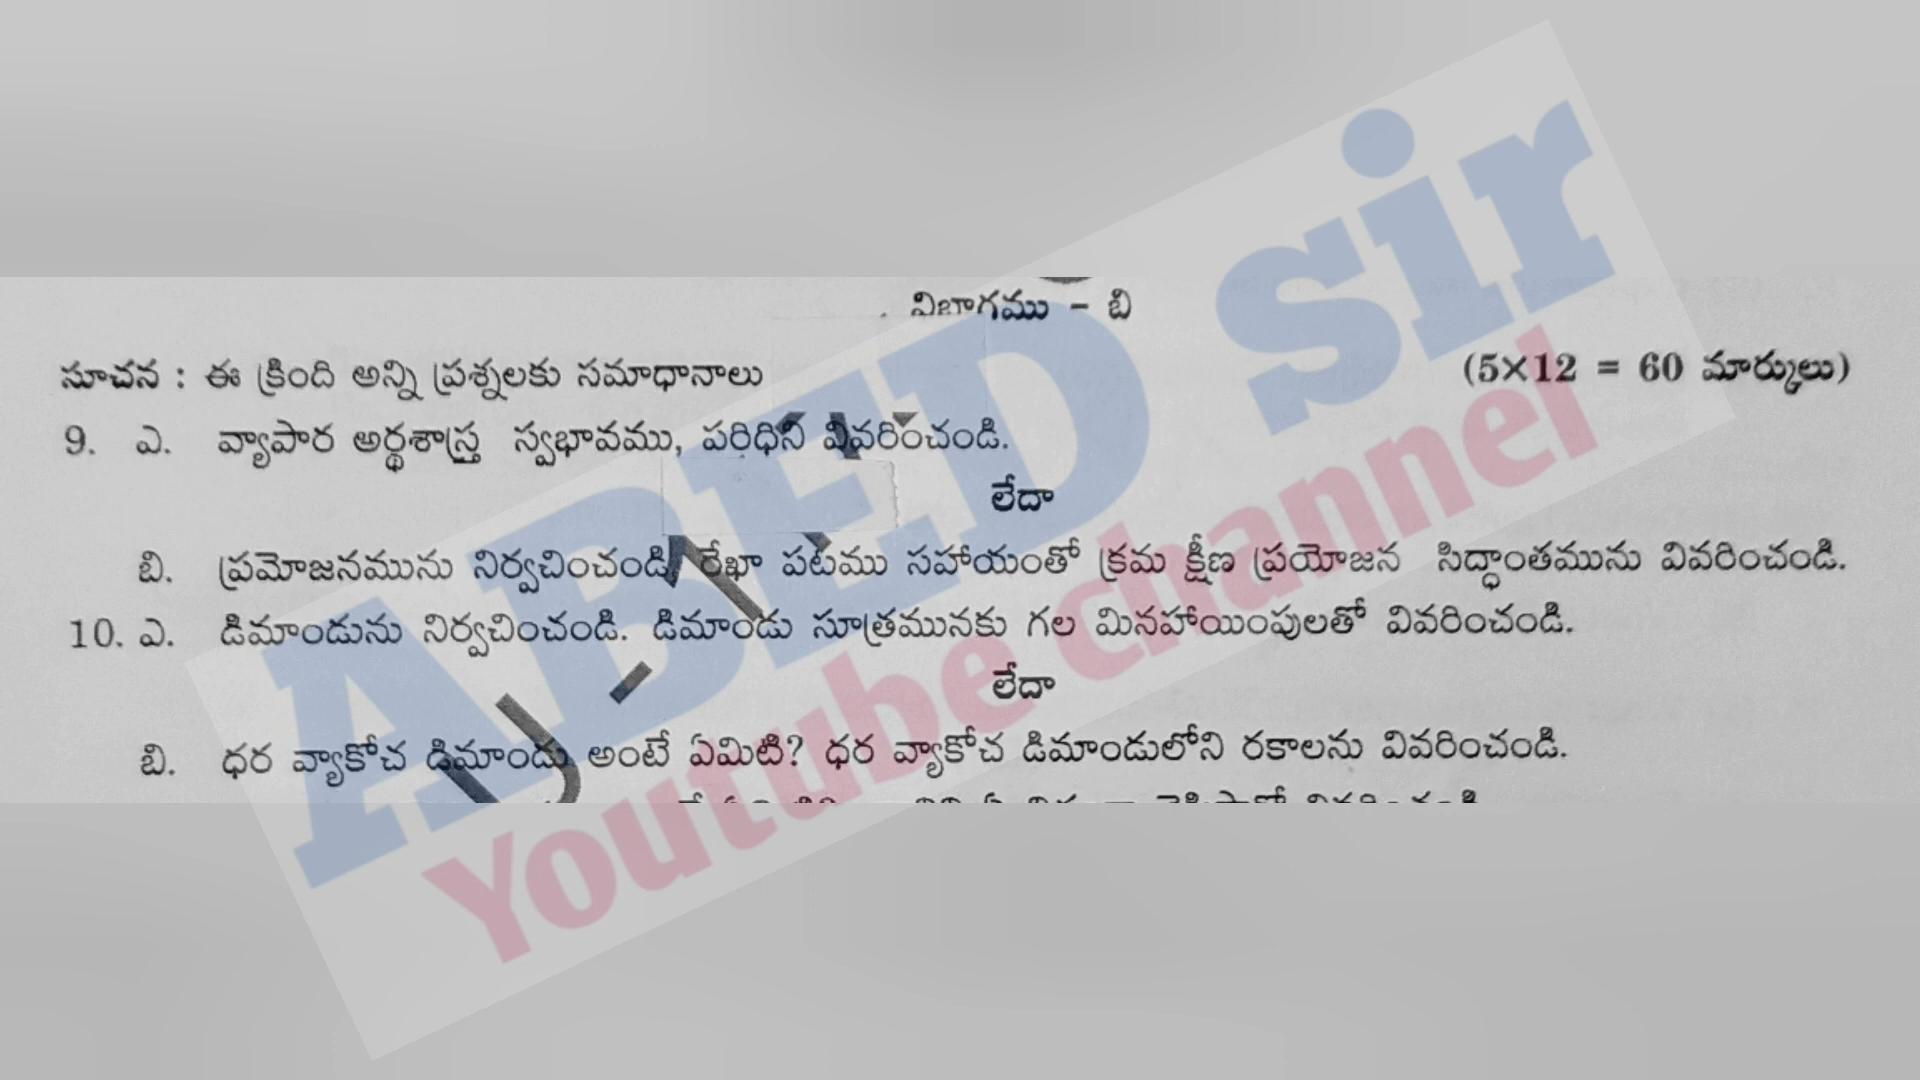 విభాగము - బి
సూచన : ఈ క్రింది అన్ని ప్రశ్నలకు సమాధానాలు (5×12 = 60 మార్కులు)
9. ఎ. వ్యాపార అర్థశాస్త్ర స్వభావము, పరిధిని వివరించండి.
లేదా
బి. ప్రమోజనమును నిర్వచించండి రేఖా పటము సహాయంతో క్రమ క్షీణ ప్రయోజన సిద్ధాంతమును వివరించండి.
10. ఎ. డిమాండును నిర్వచించండి. డిమాండు సూత్రమునకు గల మినహాయింపులతో వివరించండి.
లేదా
బి. ధర వ్యాకోచ డిమాండు అంటే ఏమిటి? ధర వ్యాకోచ డిమాండులోని రకాలను వివరించండి.
ABED sir
Youtube channel